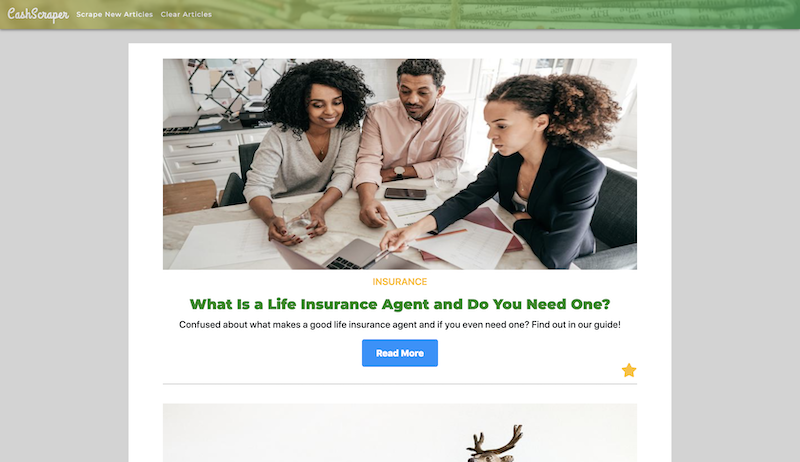 CashScraper Scrape New Articles Clear Articles
INSURANCE
What Is a Life Insurance Agent and Do You Need One?
Confused about what makes a good life insurance agent and if you even need one? Find out in our guide!
Read More